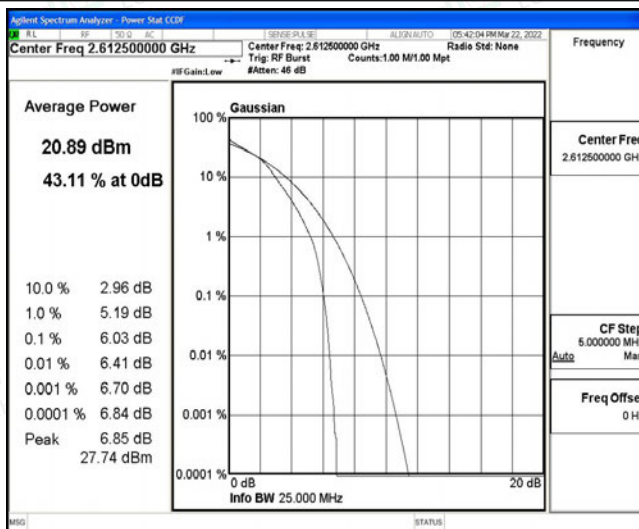 Agilent Spectrum Analyzer - Power Stat CCDF
RL RF 50 Ω AC SENSE:PULSE ALIGN AUTO 05:42:04 PM Mar 22, 2022
Center Freq 2.612500000 GHz
Center Freq: 2.612500000 GHz Radio Std: None
Trig: RF Burst Counts:1.00 M/1.00 Mpt
#IFGain:Low #Atten: 46 dB
Frequency
Average Power
20.89 dBm
43.11 % at 0dB
10.0 % 2.96 dB
1.0 % 5.19 dB
0.1 % 6.03 dB
0.01 % 6.41 dB
0.001 % 6.70 dB
0.0001 % 6.84 dB
Peak 6.85 dB
27.74 dBm
Gaussian
100 %
10 %
1 %
0.1 %
0.01 %
0.001 %
0.0001 %
0 dB 20 dB
Info BW 25.000 MHz
Center Fre
2.612500000 GH
CF Step
5.000000 MH
Auto Ma
Freq Offse
0 H
MSG STATUS